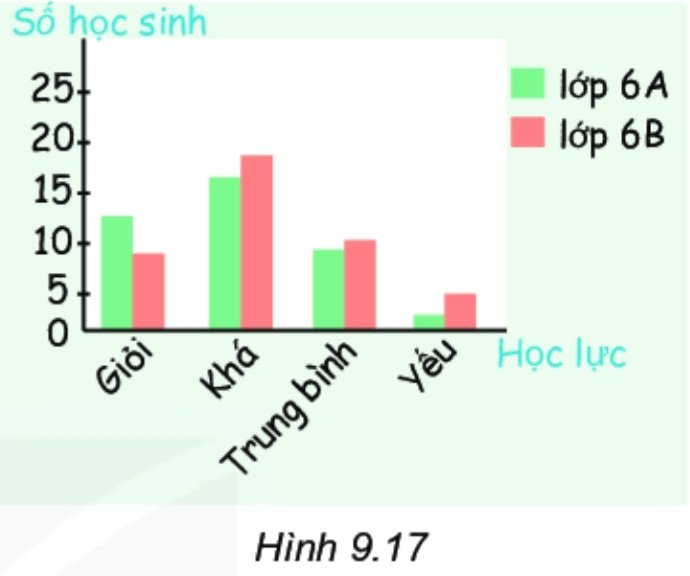 Số học sinh
25
20
15
10
5
0
lớp 6A
lớp 6B
Giỏi
Khá
Trung bình
Yếu
Học lực
Hình 9.17